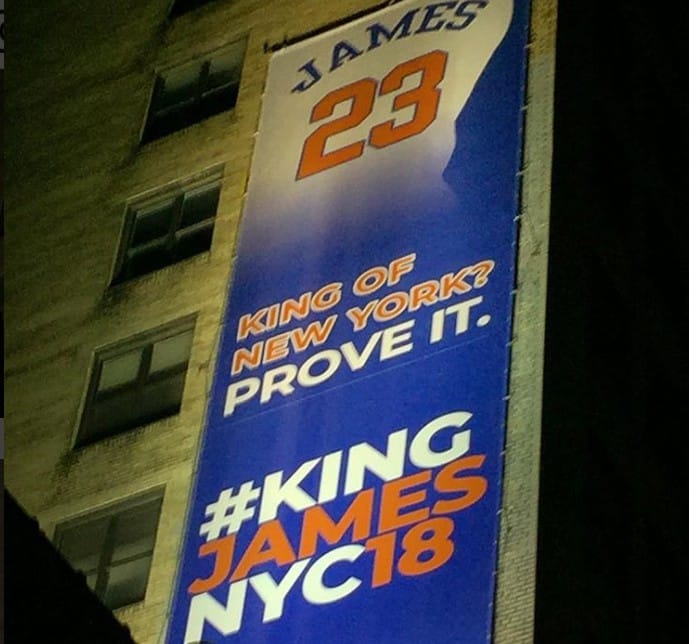 JAMES
23
KING OF
NEW YORK?
PROVE IT.
#KING
JAMES
NYC18